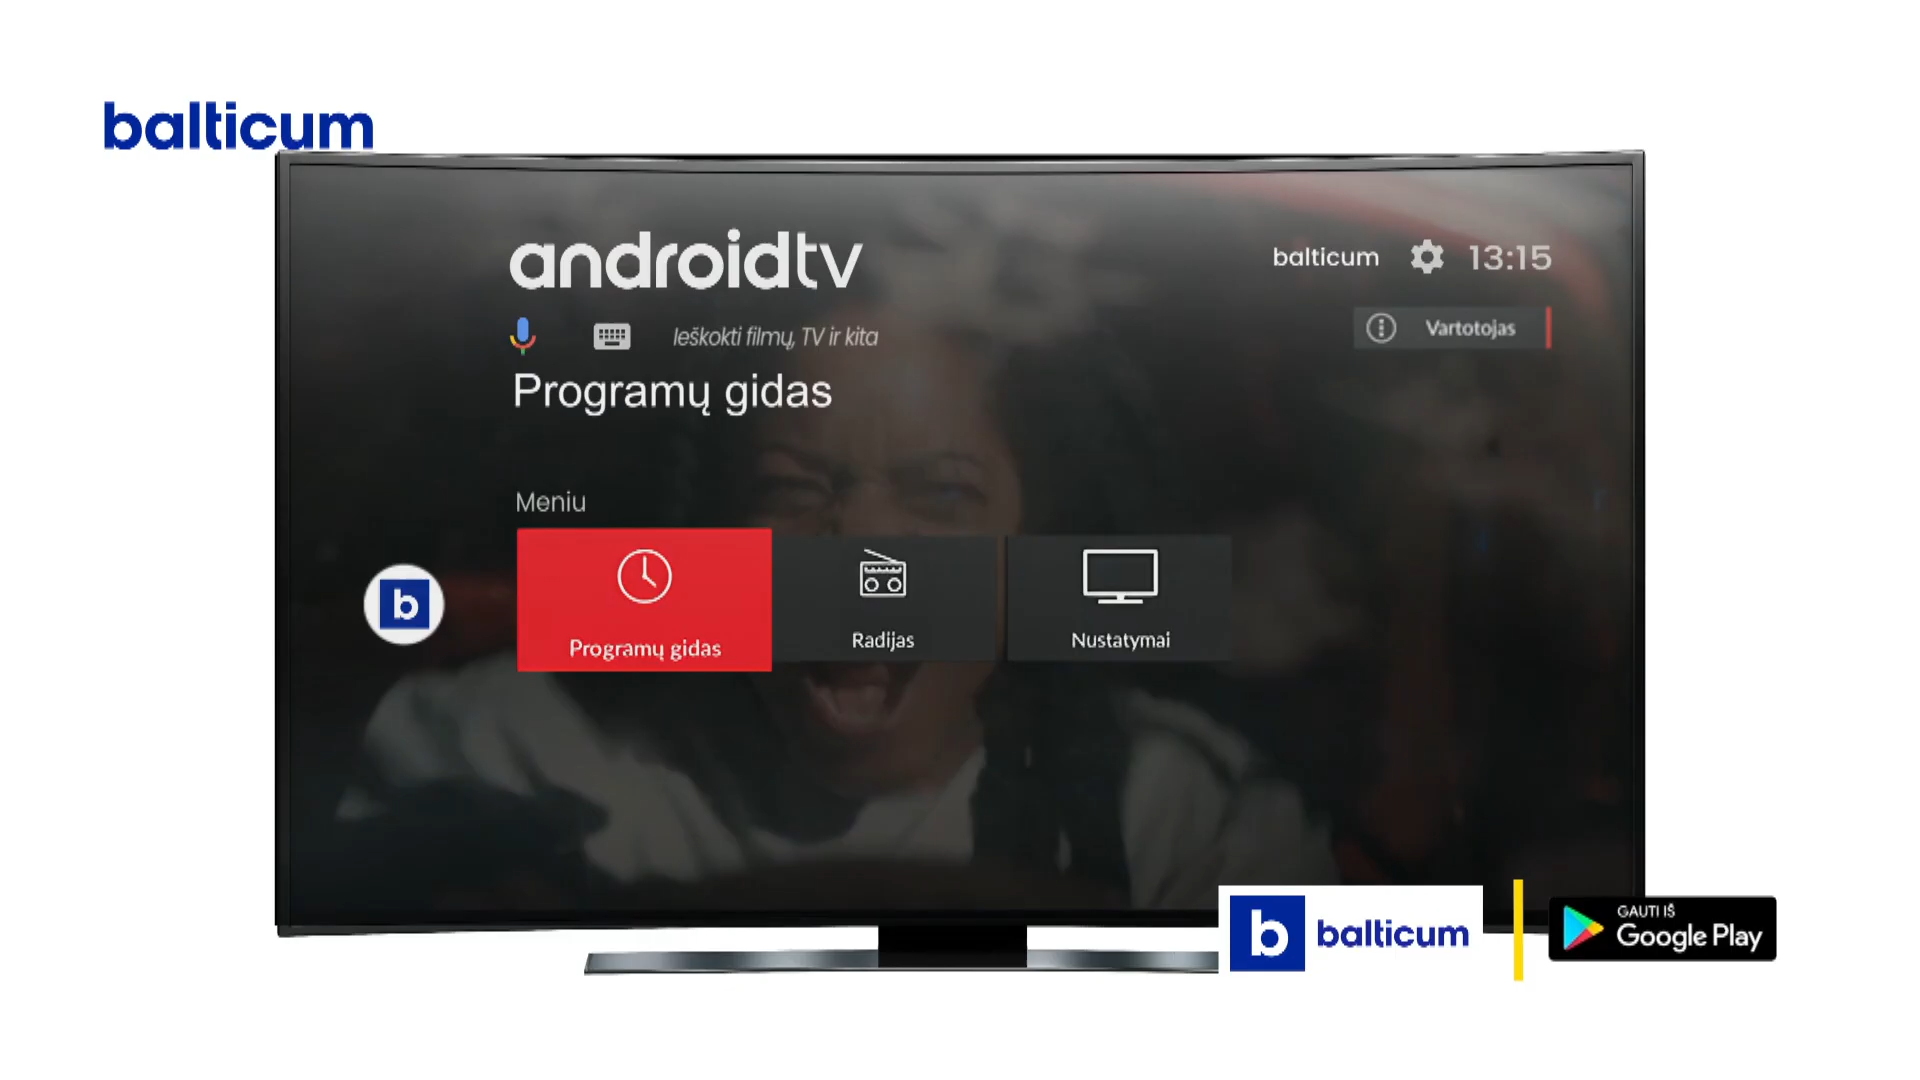 balticum
androidtv
balticum 13:15
Ieškokti filmų, TV ir kita
Vartotojas
Programų gidas
Meniu
b
Programų gidas
Radijas
Nustatymai
b balticum
GAUTI IŠ
Google Play